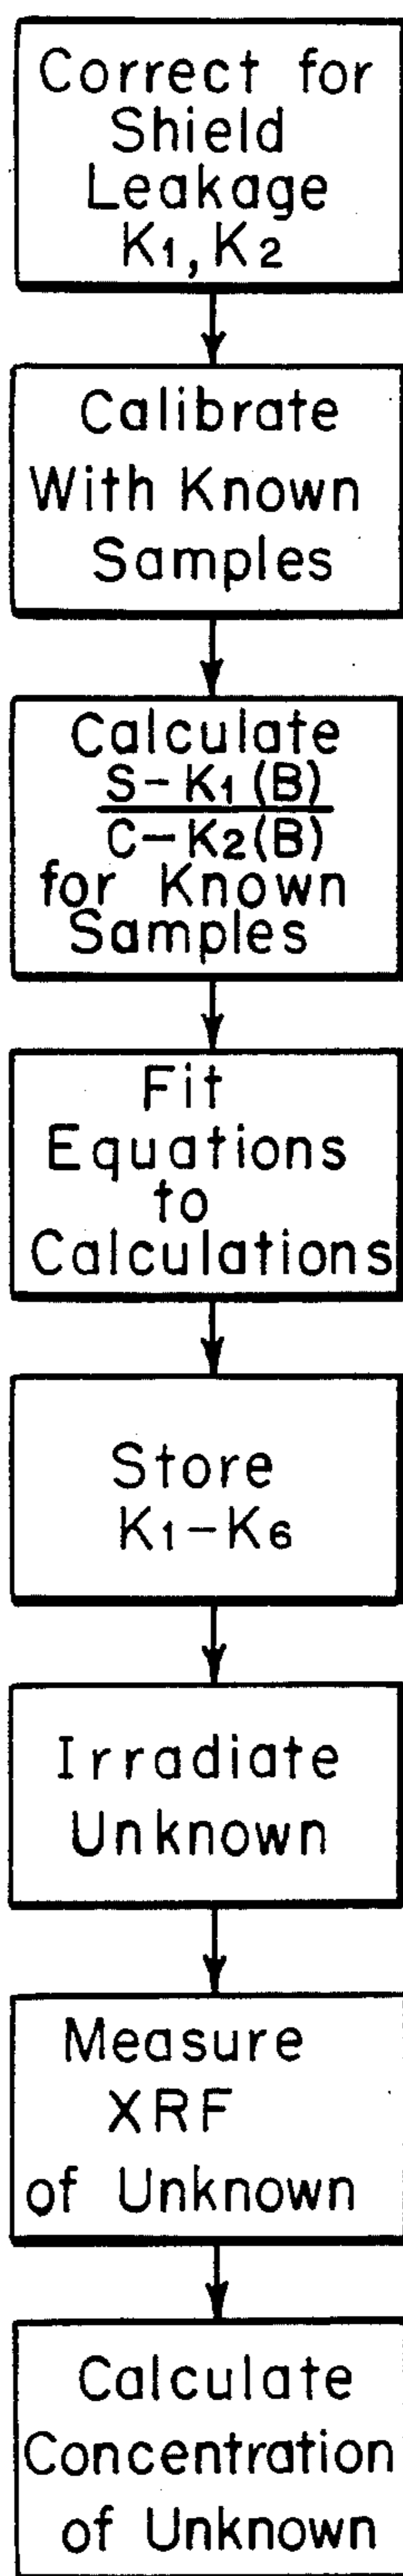 Correct for
Shield
Leakage
K1, K2
Calibrate
With Known
Samples
Calculate
S-K1(B)
C-K2(B)
for Known
Samples
Fit
Equations
to
Calculations
Store
K1-K6
Irradiate
Unknown
Measure
XRF
of Unknown
Calculate
Concentration
of Unknown